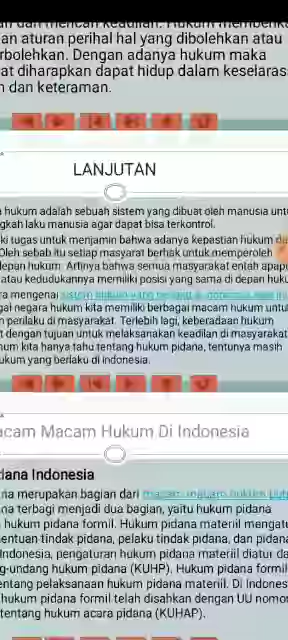 an aturan perihal hal yang dibolehkan atau
rbolehkan. Dengan adanya hukum maka
at diharapkan dapat hidup dalam keselaras
n dan keteraman.
LANJUTAN
hukum adalah sebuah sistem yang dibuat oleh manusia unt
gkah laku manusia agar dapat bisa terkontrol.
ki tugas untuk menjamin bahwa adanya kepastian hukum
Oleh sebab itu setiap masyarat berhak untuk memperoleh
depan hukum. Artinya bahwa semua masyarakat entah apap
atau kedudukannya memiliki posisi yang sama di depan huk
ra mengenai
gai negara hukum kita memiliki berbagai macam hukum untu
n perilaku di masyarakat. Terlebih lagi, keberadaan hukum
t dengan tujuan untuk melaksanakan keadilan di masyarakat
num kita hanya tahu tentang hukum pidana, tentunya masih
ukum yang berlaku di indonesia.
acam Macam Hukum Di Indonesia
dana Indonesia
na merupakan bagian dari
na terbagi menjadi dua bagian, yaitu hukum pidana
hukum pidana formil. Hukum pidana materiil mengatu
entuan tindak pidana, pelaku tindak pidana, dan pidana
Indonesia, pengaturan hukum pidana materiil diatur da
g-undang hukum pidana (KUHP). Hukum pidana formil
entang pelaksanaan hukum pidana materiil. Di Indones
hukum pidana formil telah disahkan dengan UU nomo
tentang hukum acara pidana (KUHAP).